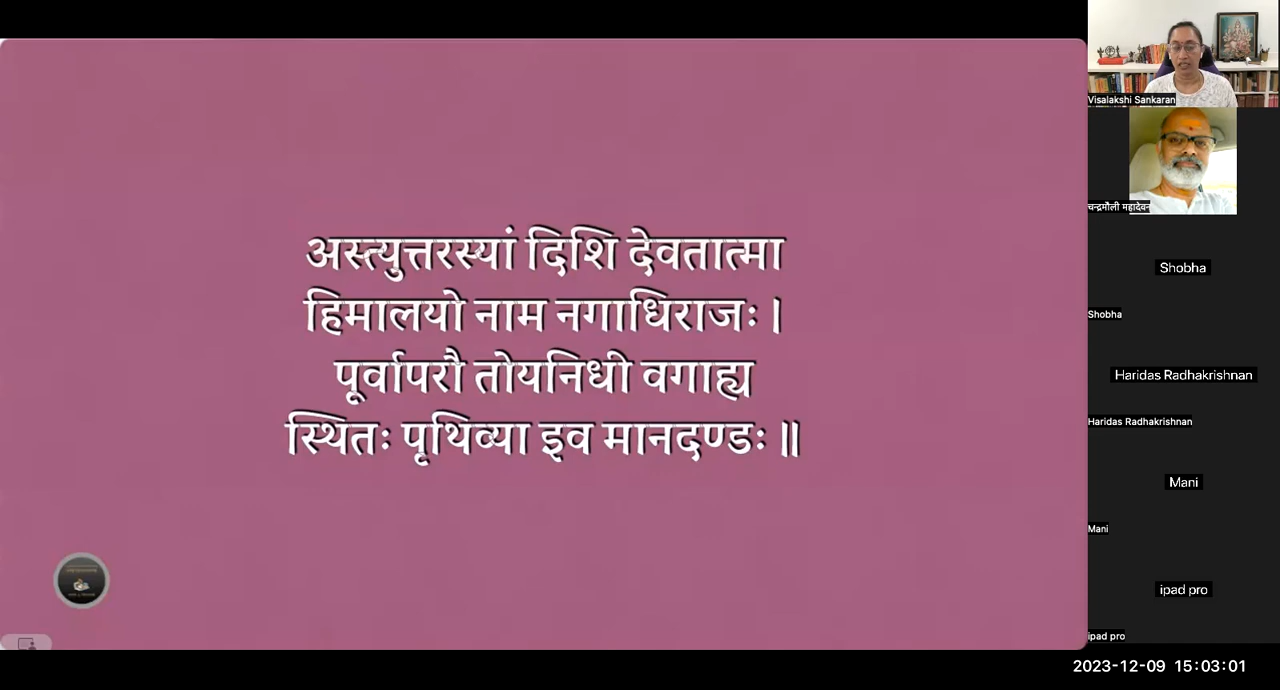 अस्त्युत्तरस्यां दिशि देवतात्मा
हिमालयो नाम नगाधिराजः ।
पूर्वापरौ तोयनिधी वगाह्य
स्थितः पृथिव्या इव मानदण्डः ॥
Visalakshi Sankaran
चन्द्रमौली महादेवन
Shobha
Shobha
Haridas Radhakrishnan
Haridas Radhakrishnan
Mani
Mani
ipad pro
ipad pro
2023-12-09 15:03:01